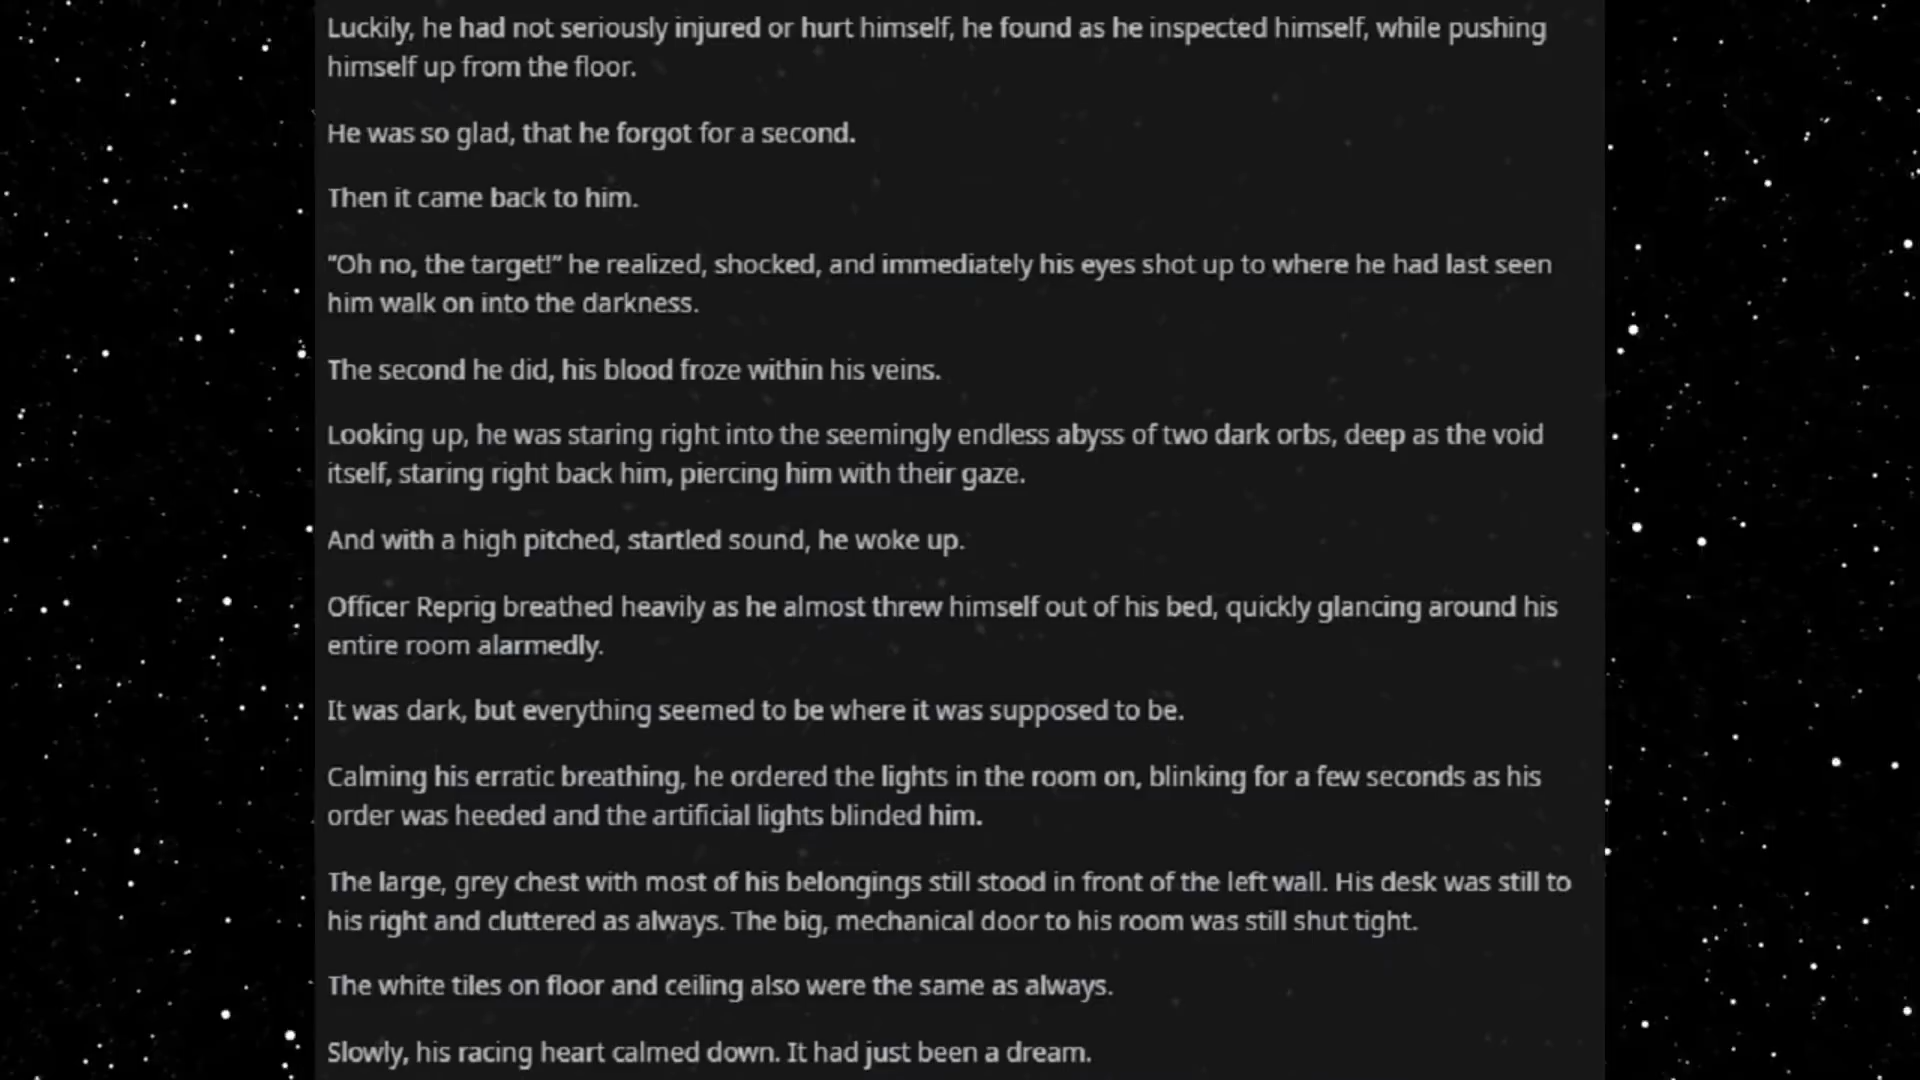 Luckily, he had not seriously injured or hurt himself, he found as he inspected himself, while pushing
himself up from the floor.
He was so glad, that he forgot for a second.
Then it came back to him.
“Oh no, the target!” he realized, shocked, and immediately his eyes shot up to where he had last seen
him walk on into the darkness.
The second he did, his blood froze within his veins.
Looking up, he was staring right into the seemingly endless abyss of two dark orbs, deep as the void
itself, staring right back him, piercing him with their gaze.
And with a high pitched, startled sound, he woke up.
Officer Reprig breathed heavily as he almost threw himself out of his bed, quickly glancing around his
entire room alarmedly.
It was dark, but everything seemed to be where it was supposed to be.
Calming his erratic breathing, he ordered the lights in the room on, blinking for a few seconds as his
order was heeded and the artificial lights blinded him.
The large, grey chest with most of his belongings still stood in front of the left wall. His desk was still to
his right and cluttered as always. The big, mechanical door to his room was still shut tight.
The white tiles on floor and ceiling also were the same as always.
Slowly, his racing heart calmed down. It had just been a dream.